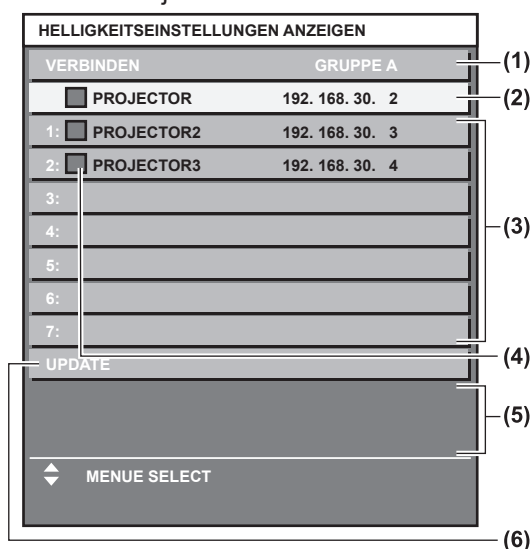 HELLIGKEITSEINSTELLUNGEN ANZEIGEN
VERBINDEN GRUPPE A (1)
PROJECTOR 192. 168. 30. 2 (2)
1: PROJECTOR2 192. 168. 30. 3
2: PROJECTOR3 192. 168. 30. 4
3:
(3)
4:
5:
6:
7:
(4)
UPDATE
(5)
MENUE SELECT
(6)